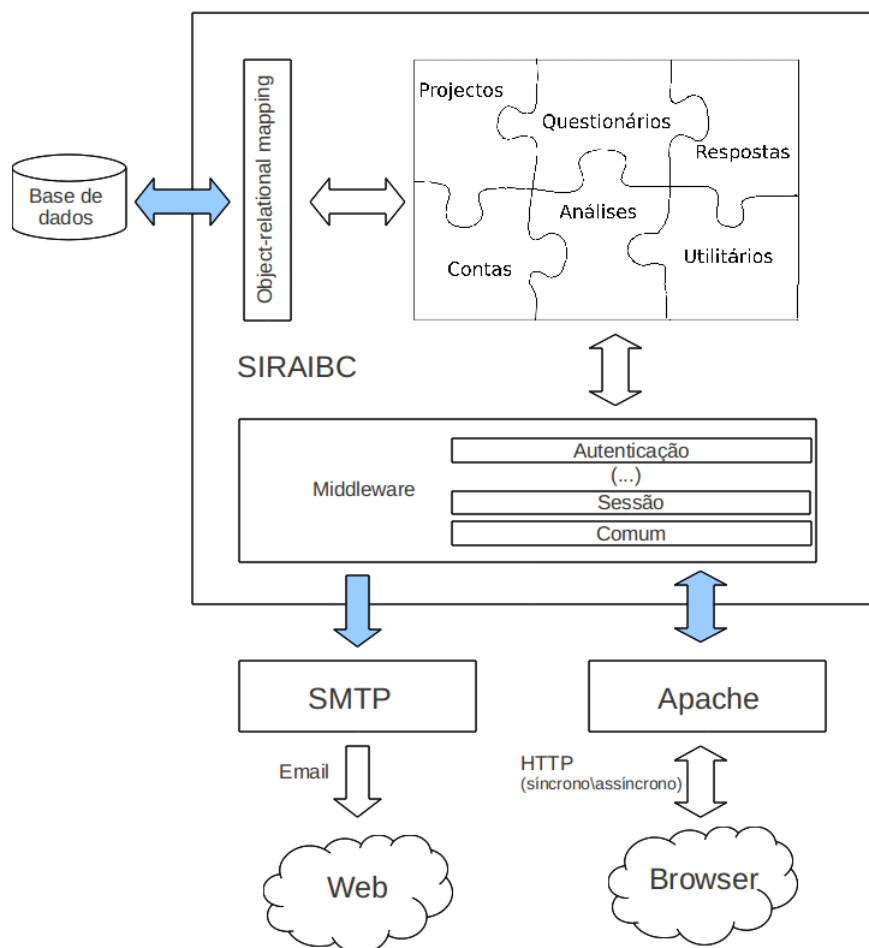 Projectos
Questionários
Respostas
Base de
dados
Object-relational mapping
Análises
Contas
Utilitários
SIRAIBC
Autenticação
(...)
Middleware
Sessão
Comum
SMTP
Apache
Email
HTTP
(síncrono\assíncrono)
Web
Browser